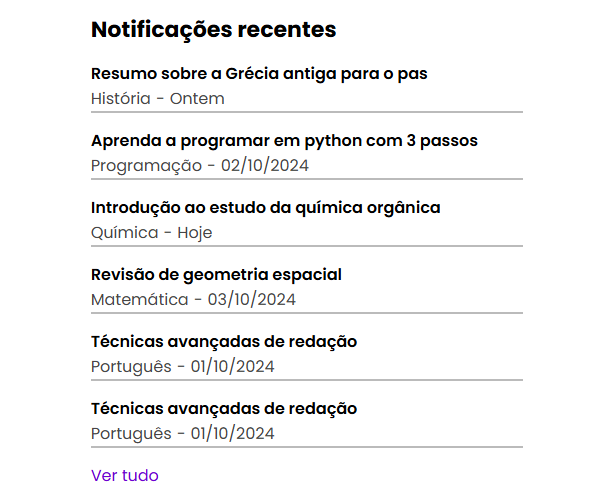 Notificações recentes
Resumo sobre a Grécia antiga para o pas
História - Ontem
Aprenda a programar em python com 3 passos
Programação - 02/10/2024
Introdução ao estudo da química orgânica
Química - Hoje
Revisão de geometria espacial
Matemática - 03/10/2024
Técnicas avançadas de redação
Português - 01/10/2024
Técnicas avançadas de redação
Português - 01/10/2024
Ver tudo